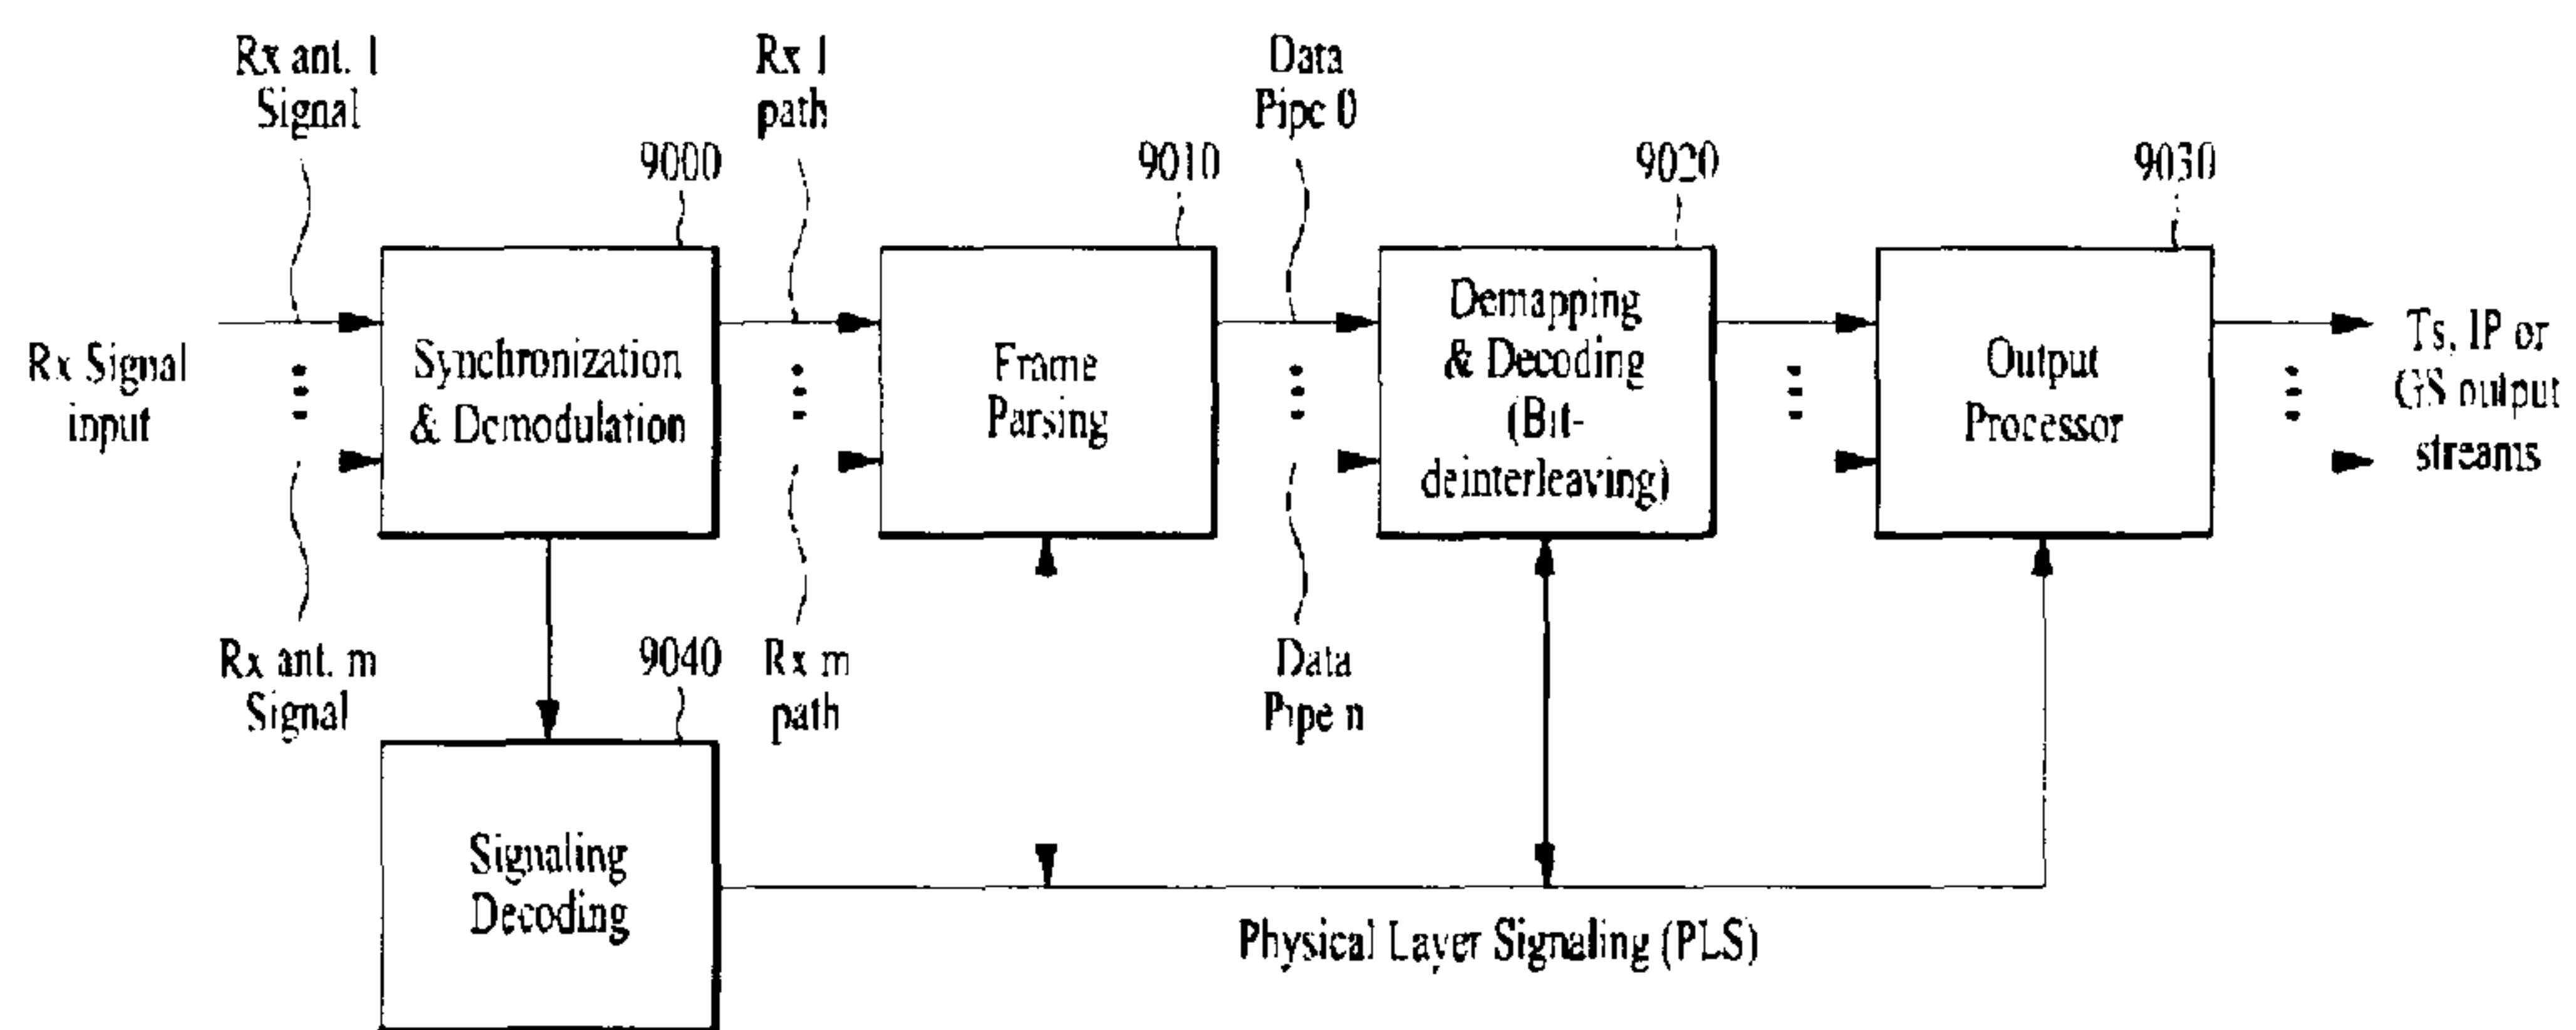 Rx ant. 1
Signal
Rx 1
path
Data
Pipe 0
9000
9010
9020
9030
Rx Signal
input
Synchronization
& Demodulation
Frame
Parsing
Demapping
& Decoding
(Bit-
deinterleaving)
Output
Processor
Ts, IP or
GS output
streams
Rx ant. m
Signal
9040
Rx m
path
Data
Pipe n
Signaling
Decoding
Physical Layer Signaling (PLS)